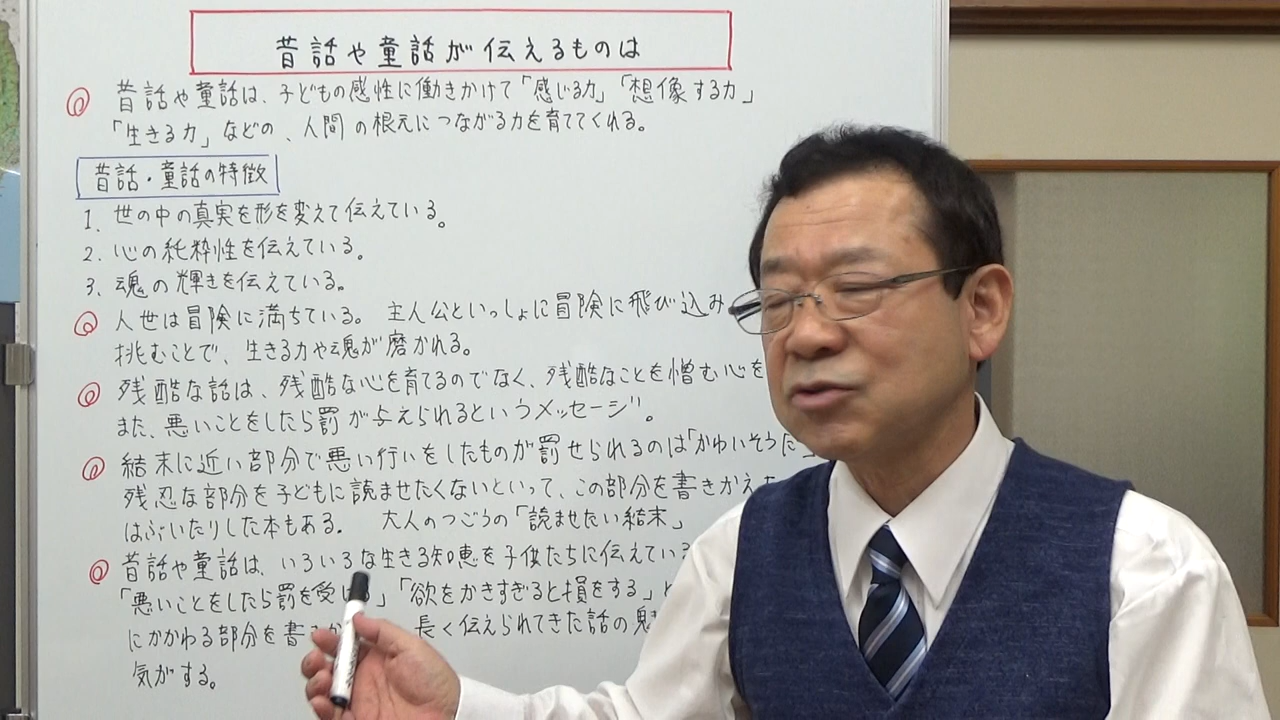 昔話や童話が伝えるものは
昔話や童話は、子どもの感性に働きかけて「感じる力」「想像する力」
「生きる力」などの、人間の根元につながる力を育ててくれる。
昔話・童話の特徴
1. 世の中の真実を形を変えて伝えている。
2. 心の純粋性を伝えている。
3. 魂の輝きを伝えている。
人世は冒険に満ちている。 主人公といっしょに冒険に飛び込み
挑むことで、生きる力や魂が磨かれる。
残酷な話は、残酷な心を育てるのでなく、残酷なことを憎む心を
また、悪いことをしたら罰が与えられるというメッセージ。
結末に近い部分で悪い行いをしたものが罰せられるのは「かわいそうだ」
残忍な部分を子どもに読ませたくないといって、この部分を書きかえた
はぶいたりした本もある。 大人のつごうの「読ませたい結末」
昔話や童話は、いろいろな生きる知恵を子供たちに伝えている
「悪いことをしたら罰を受ける」「欲をかきすぎると損をする」と
にかかわる部分を書 長く伝えられてきた話の魅
気がする。